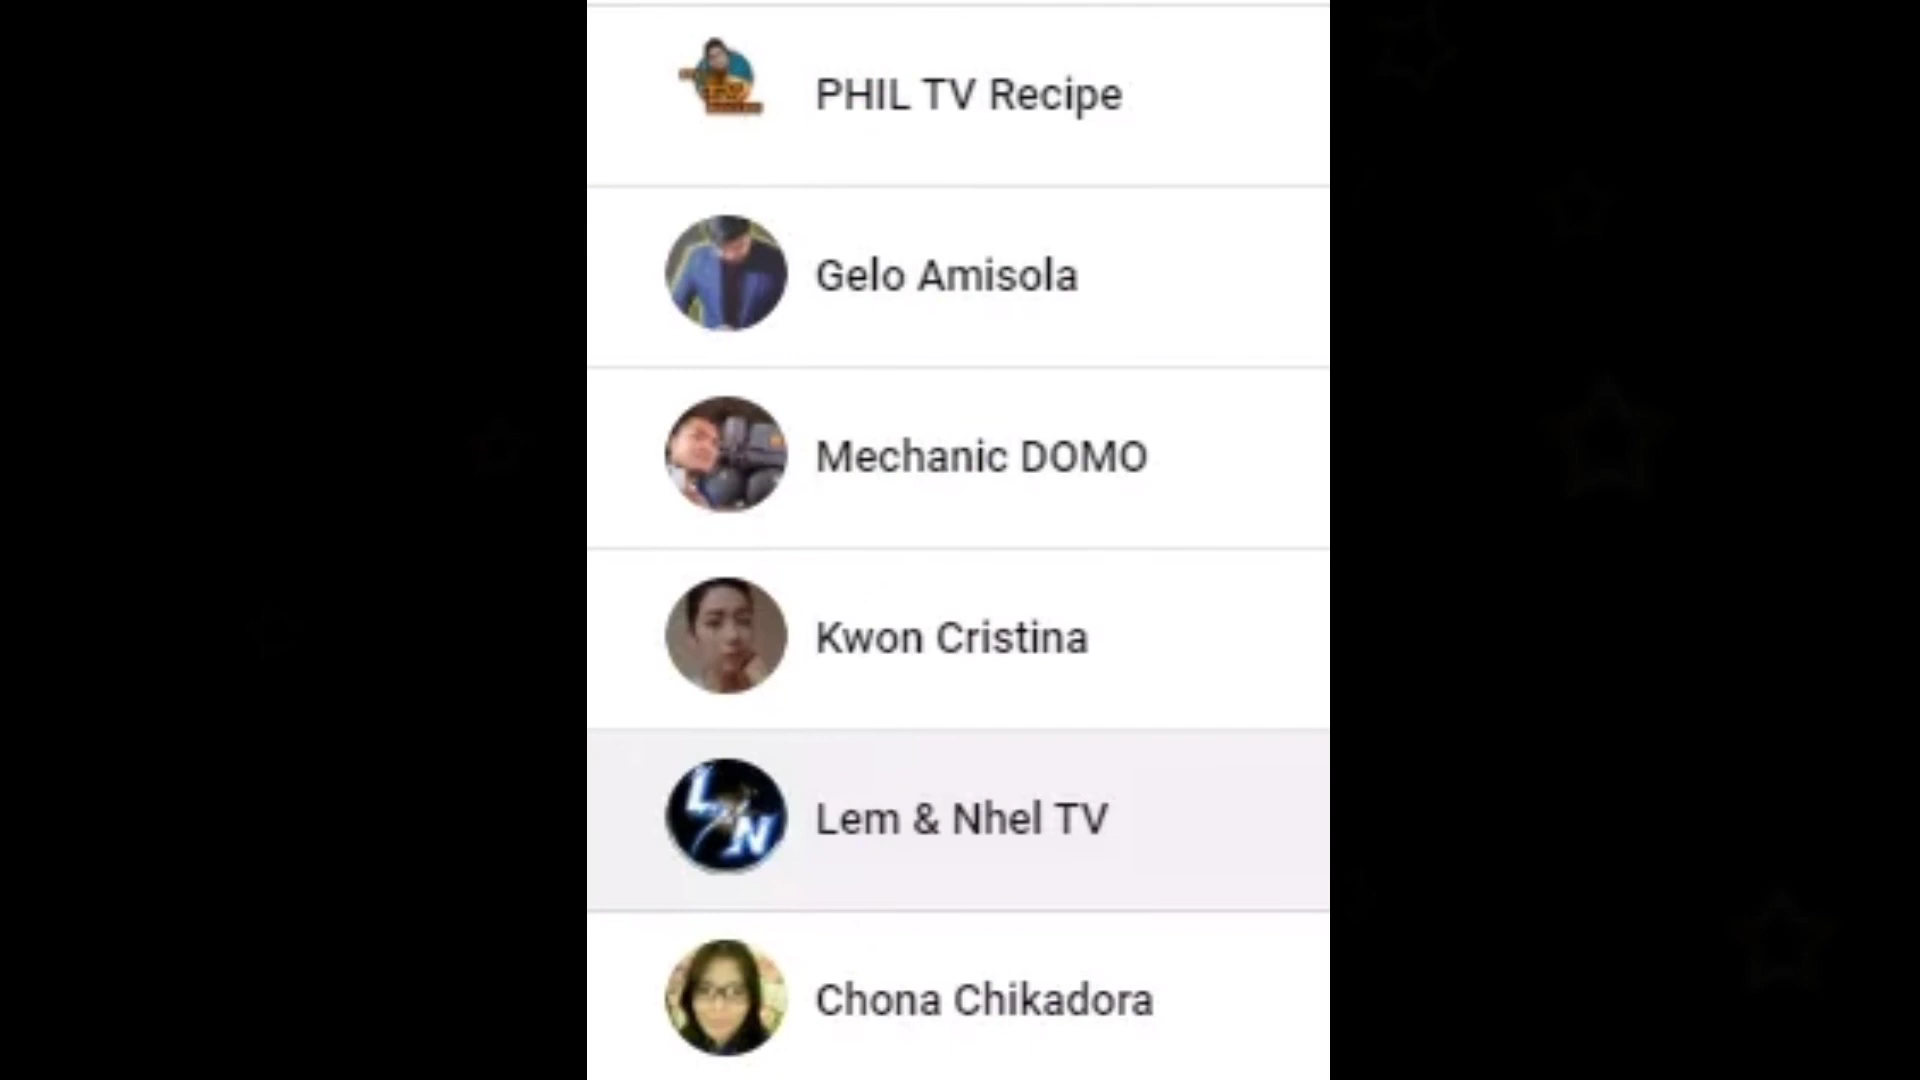 PHIL TV Recipe
Gelo Amisola
Mechanic DOMO
Kwon Cristina
L N
Lem & Nhel TV
Chona Chikadora